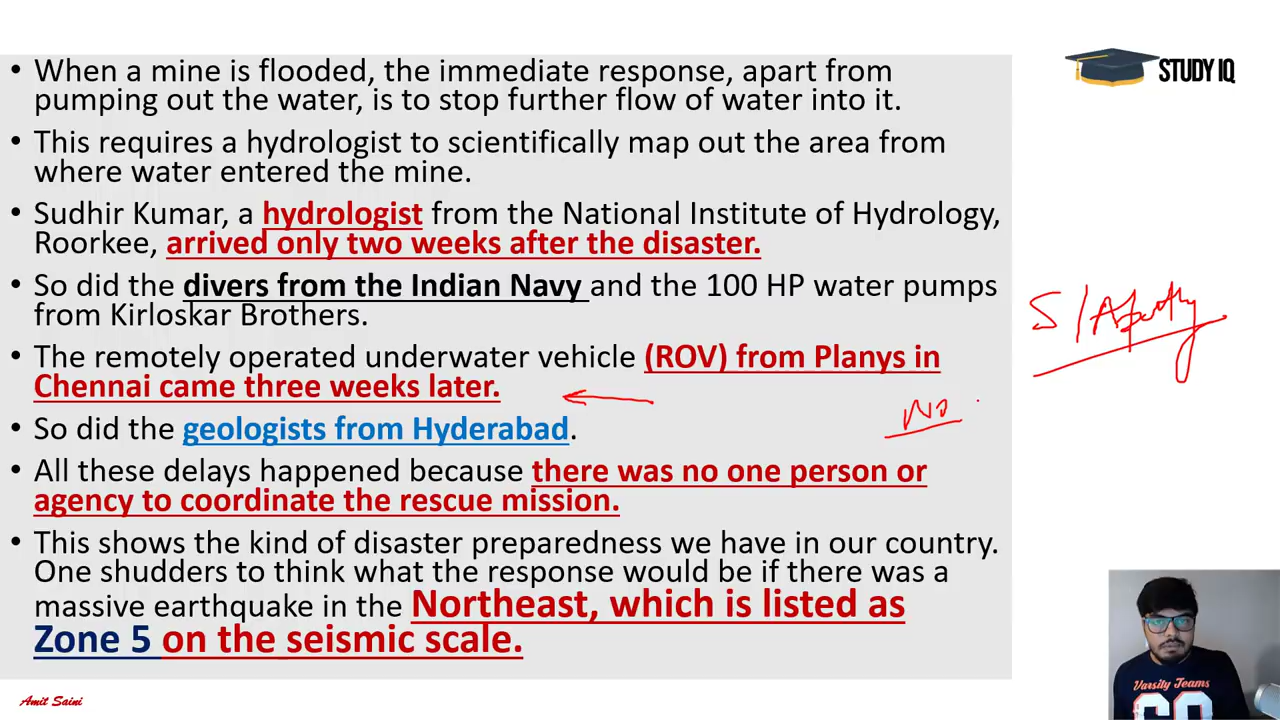 • When a mine is flooded, the immediate response, apart from
pumping out the water, is to stop further flow of water into it.
• This requires a hydrologist to scientifically map out the area from
where water entered the mine.
• Sudhir Kumar, a hydrologist from the National Institute of Hydrology,
Roorkee, arrived only two weeks after the disaster.
• So did the divers from the Indian Navy and the 100 HP water pumps
from Kirloskar Brothers.
• The remotely operated underwater vehicle (ROV) from Planys in
Chennai came three weeks later.
• So did the geologists from Hyderabad.
• All these delays happened because there was no one person or
agency to coordinate the rescue mission.
• This shows the kind of disaster preparedness we have in our country.
One shudders to think what the response would be if there was a
massive earthquake in the Northeast, which is listed as
Zone 5 on the seismic scale.
STUDY IQ
S / Apathy
No
Varsity Teams
Amit Saini